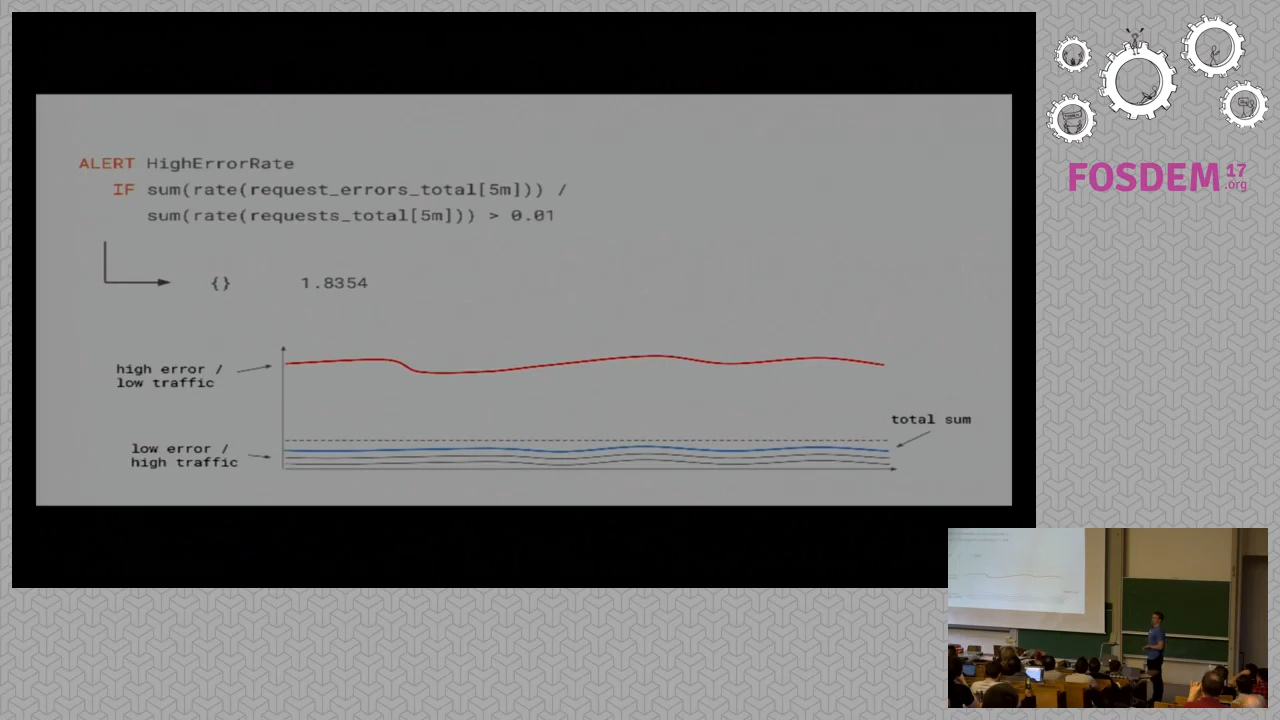 ALERT HighErrorRate
IF sum(rate(request_errors_total[5m])) /
sum(rate(requests_total[5m])) > 0.01
{} 1.8354
high error /
low traffic
total sum
low error /
high traffic
FOSDEM 17
.org